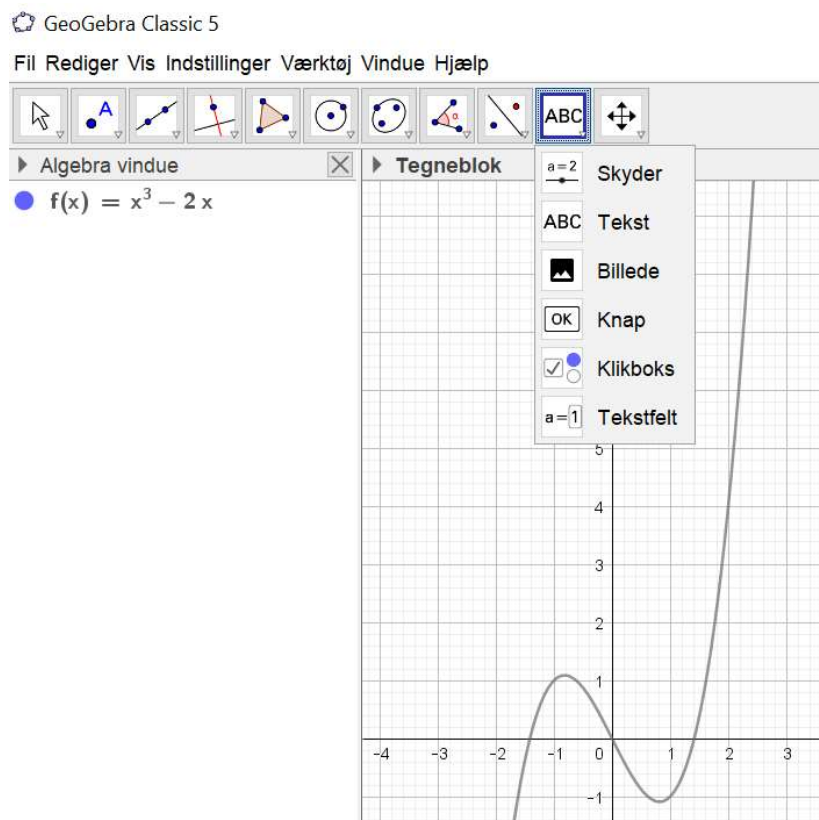 GeoGebra Classic 5
Fil Rediger Vis Indstillinger Værktøj Vindue Hjælp
A
α
ABC
Algebra vindue
Tegneblok
f(x) = x³ − 2 x
a=2 Skyder
ABC Tekst
Billede
OK Knap
Klikboks
a=1 Tekstfelt
5
4
3
2
1
-4 -3 -2 -1 0 1 2 3
-1